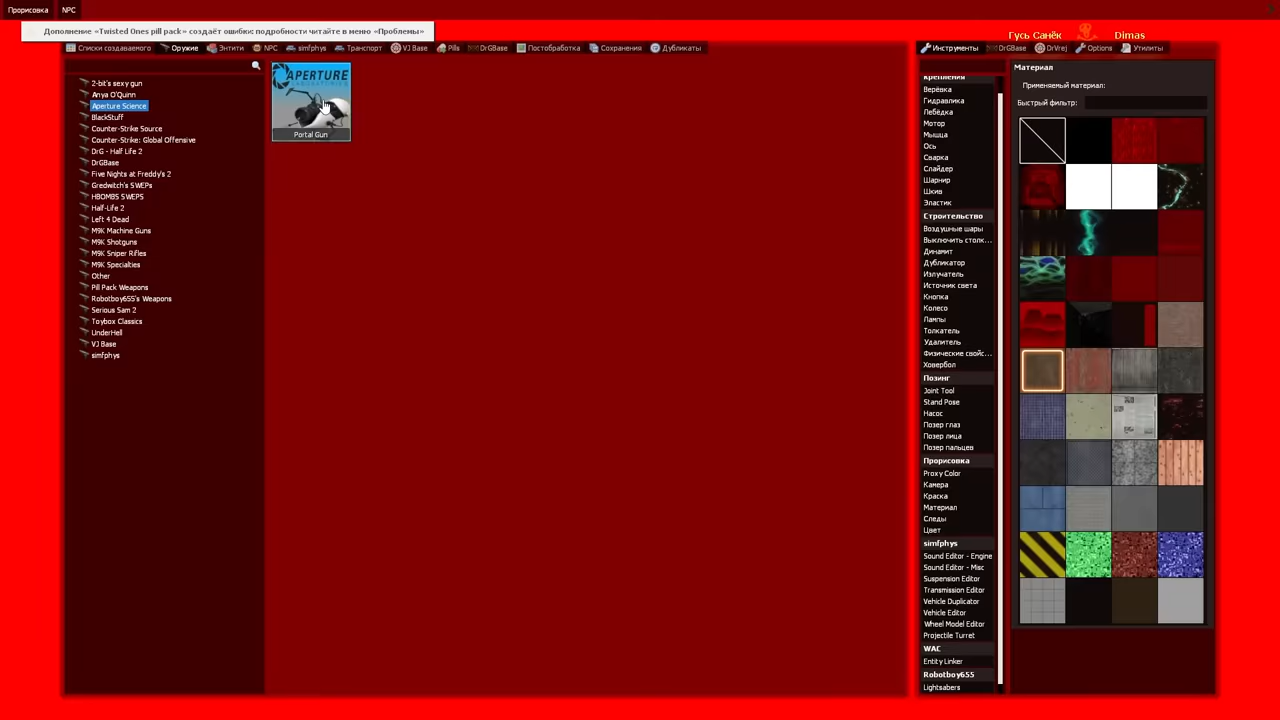 Прорисовка NPC
Дополнение «Twisted Ones pill pack» создаёт ошибки; подробности читайте в меню «Проблемы»
Гусь Санёк Dimas
Списки создаваемого Оружие Энтити NPC simfphys Транспорт VJ Base Pills DrGBase Постобработка Сохранения Дубликаты
2-bit's sexy gun
Anya O'Quinn
Aperture Science
BlackStuff
Counter-Strike Source
Counter-Strike: Global Offensive
DrG - Half Life 2
DrGBase
Five Nights at Freddy's 2
Gredwitch's SWEPs
HBOMBS SWEPS
Half-Life 2
Left 4 Dead
M9K Machine Guns
M9K Shotguns
M9K Sniper Rifles
M9K Specialties
Other
Pill Pack Weapons
Robotboy655's Weapons
Serious Sam 2
Toybox Classics
UnderHell
VJ Base
simfphys
APERTURE
LABORATORIES
Portal Gun
Инструменты DrGBase DrVrej Options Утилиты
Крепления
Верёвка
Гидравлика
Лебёдка
Мотор
Мышца
Ось
Сварка
Слайдер
Шарнир
Шкив
Эластик
Строительство
Воздушные шары
Выключить столк...
Динамит
Дубликатор
Излучатель
Источник света
Кнопка
Колесо
Лампы
Толкатель
Удалитель
Физические свойс...
Ховербол
Позинг
Joint Tool
Stand Pose
Насос
Позер глаз
Позер лица
Позер пальцев
Прорисовка
Proxy Color
Камера
Краска
Материал
Следы
Цвет
simfphys
Sound Editor - Engine
Sound Editor - Misc
Suspension Editor
Transmission Editor
Vehicle Duplicator
Vehicle Editor
Wheel Model Editor
Projectile Turret
WAC
Entity Linker
Robotboy655
Lightsabers
Материал
Применяемый материал:
Быстрый фильтр: